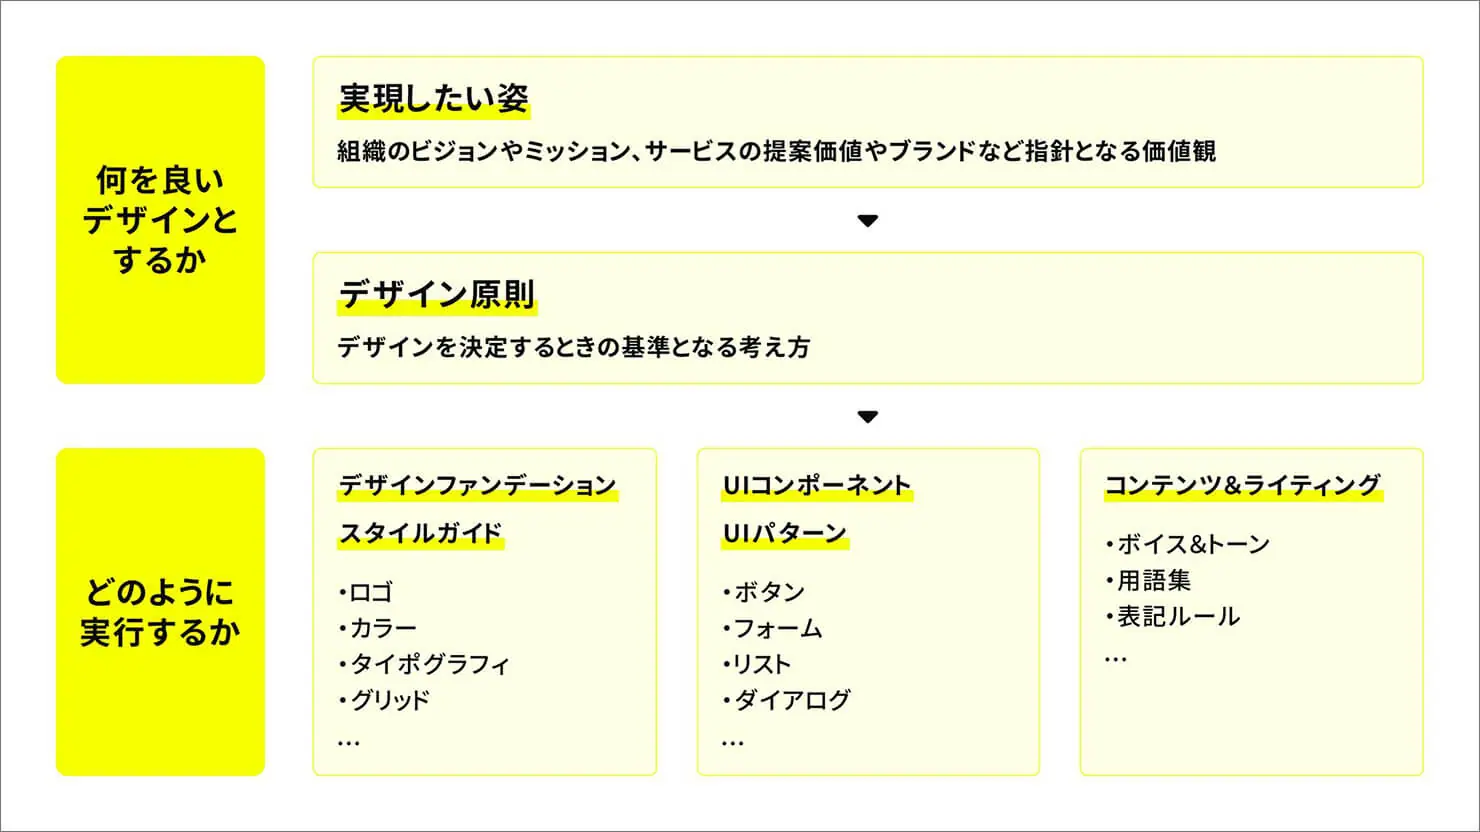 何を良い
デザインと
するか
実現したい姿
組織のビジョンやミッション、サービスの提案価値やブランドなど指針となる価値観
デザイン原則
デザインを決定するときの基準となる考え方
どのように
実行するか
デザインファンデーション
スタイルガイド
・ロゴ
・カラー
・タイポグラフィ
・グリッド
…
UIコンポーネント
UIパターン
・ボタン
・フォーム
・リスト
・ダイアログ
…
コンテンツ&ライティング
・ボイス&トーン
・用語集
・表記ルール
…